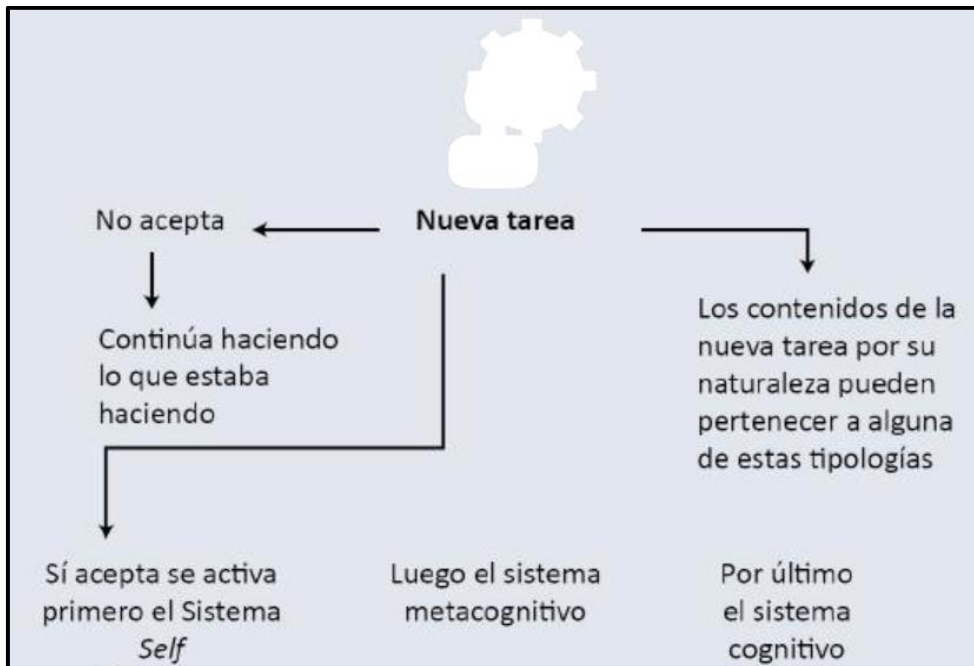 Nueva tarea
No acepta
Continúa haciendo
lo que estaba
haciendo
Los contenidos de la
nueva tarea por su
naturaleza pueden
pertenecer a alguna
de estas tipologías
Sí acepta se activa
primero el Sistema
Self
Luego el sistema
metacognitivo
Por último
el sistema
cognitivo